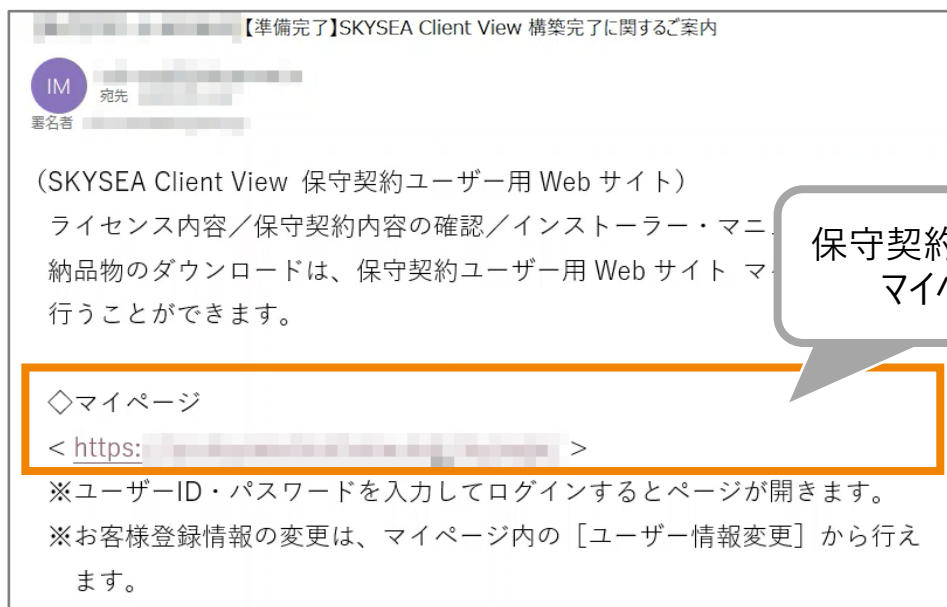 【準備完了】SKYSEA Client View 構築完了に関するご案内
IM
宛先
署名者
（SKYSEA Client View 保守契約ユーザー用 Web サイト）
ライセンス内容／保守契約内容の確認／インストーラー・マニ
納品物のダウンロードは、保守契約ユーザー用 Web サイト マ
行うことができます。
保守契約
マイ
◇マイページ
< https: >
※ユーザーID・パスワードを入力してログインするとページが開きます。
※お客様登録情報の変更は、マイページ内の［ユーザー情報変更］から行え
ます。